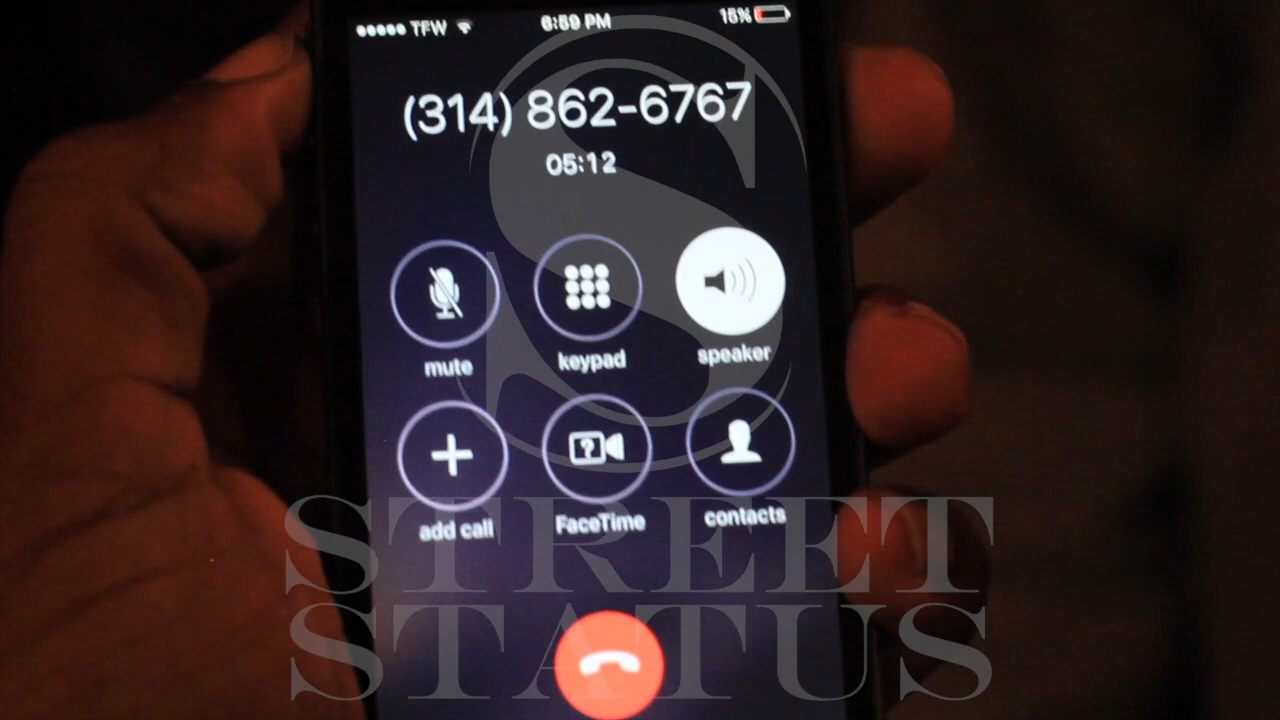 TFW 6:59 PM 15%
(314) 862-6767
05:12
mute keypad speaker
add call FaceTime contacts
STREET
STATUS